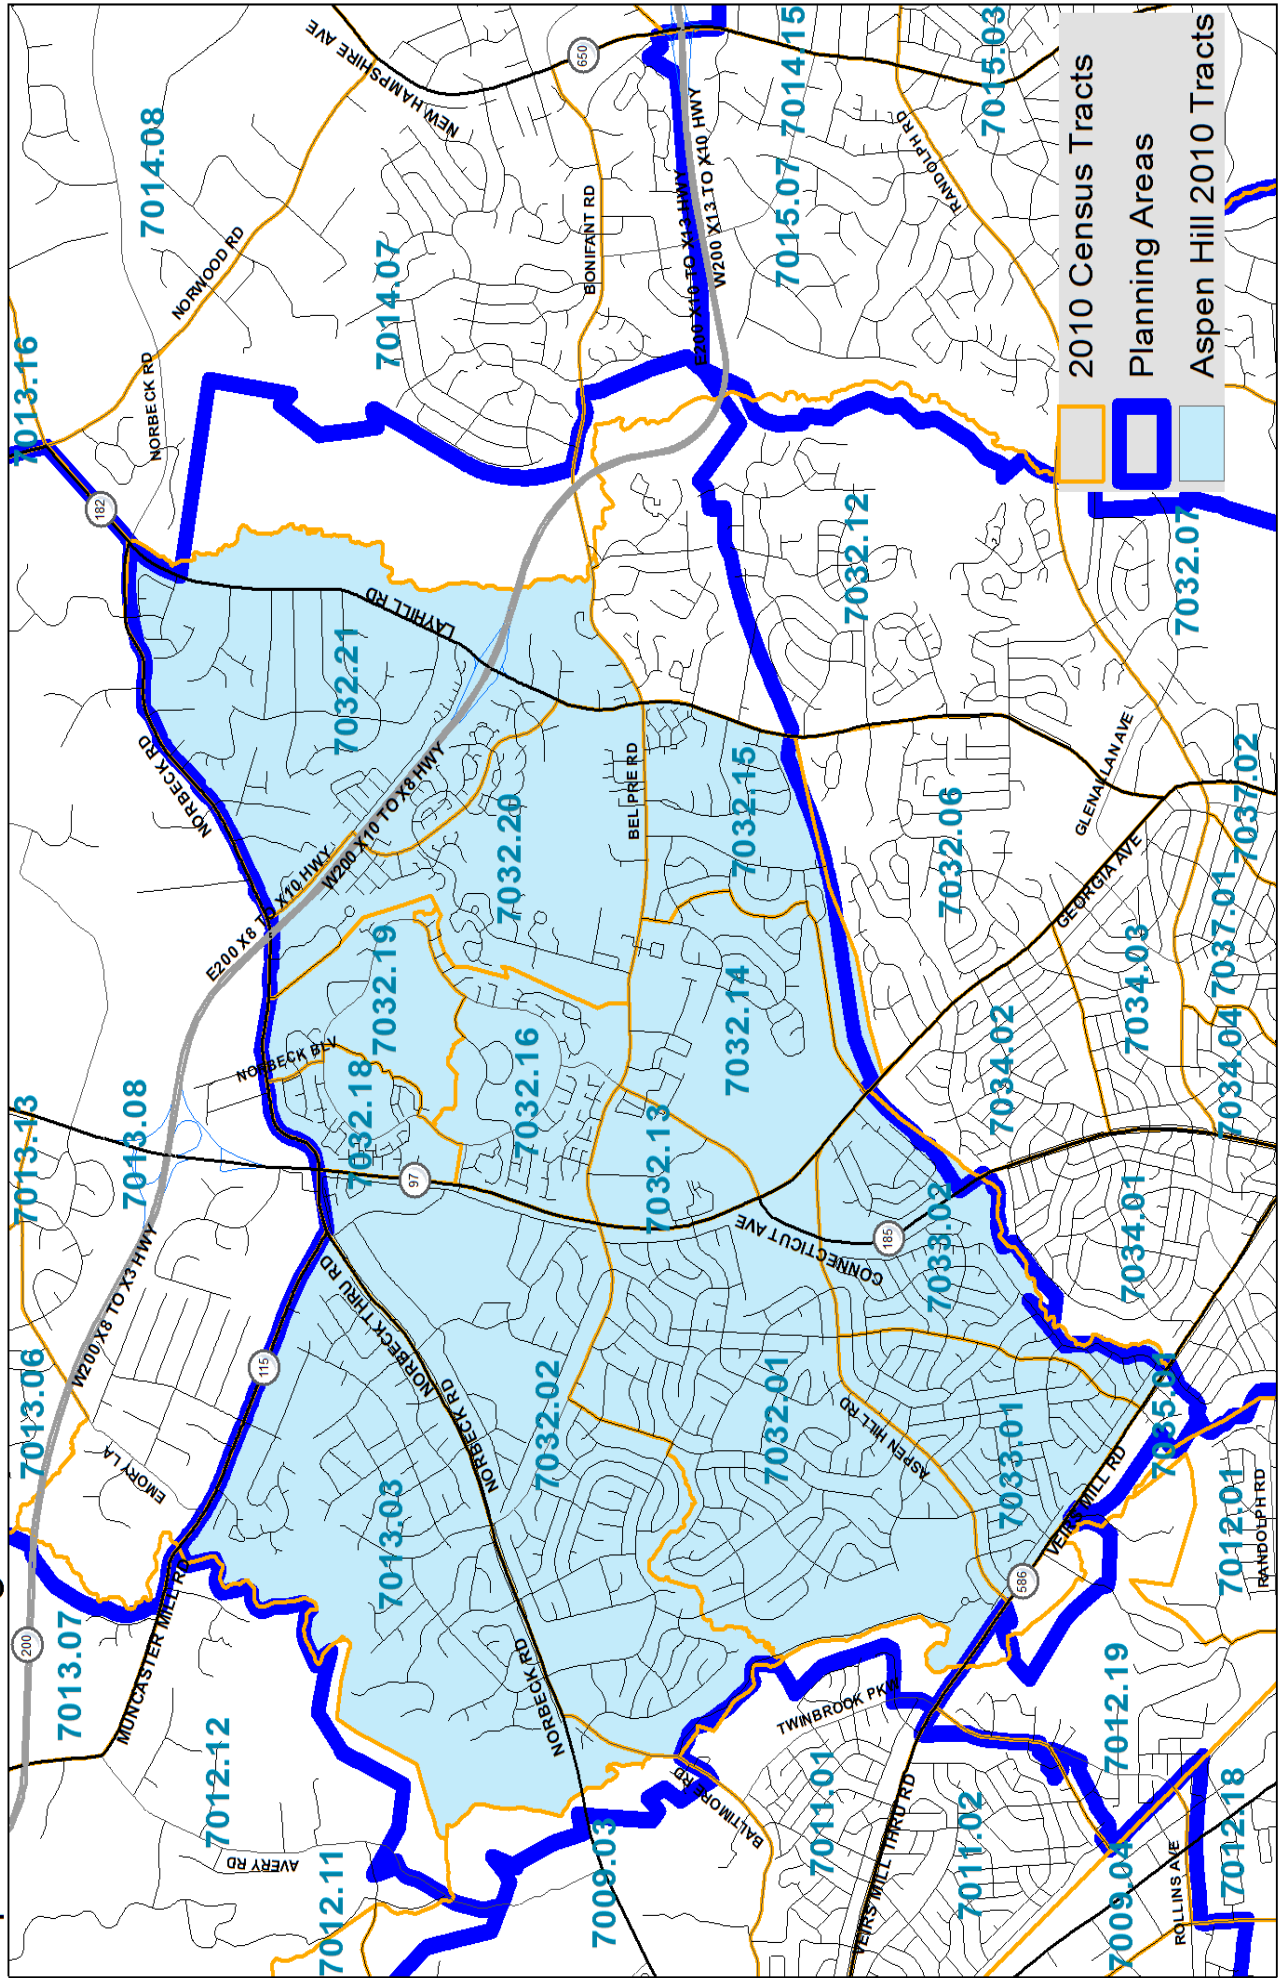 7013.06
7013.13
7013.16
200
7013.07
182
W200 X8 TO X3 HWY
EMORY LA
7013.08
MUNCASTER MILL RD
NORBECK RD
7014.08
7012.12
AVERY RD
115
NORBECK RD
NORWOOD RD
E200 X8 TO X10 HWY
NORBECK BLV
7012.11
NORBECK THRU RD
NEW HAMPSHIRE AVE
7013.03
7032.18
7032.19
7032.21
W200 X10 TO X8 HWY
LAYHILL RD
7014.07
97
NORBECK RD
NORBECK RD
7032.02
7032.16
7032.20
650
BONIFANT RD
7009.03
BEL PRE RD
7032.13
BALTIMORE RD
E200 X10 TO X13 HWY
W200 X13 TO X10 HWY
7032.14
7032.15
CONNECTICUT AVE
7032.01
TWINBROOK PKW
7015.07
7014.15
7011.01
ASPEN HILL RD
185
7032.12
VEIRS MILL THRU RD
7033.02
7032.06
RANDOLPH RD
7011.02
7033.01
586
7034.02
7015.03
VEIRS MILL RD
GEORGIA AVE
GLENALLAN AVE
7009.04
7012.19
7034.01
7034.03
7035.01
ROLLINS AVE
7032.07
7012.18
7012.01
RANDOLPH RD
7034.04
7037.01
7037.02
2010 Census Tracts
Planning Areas
Aspen Hill 2010 Tracts